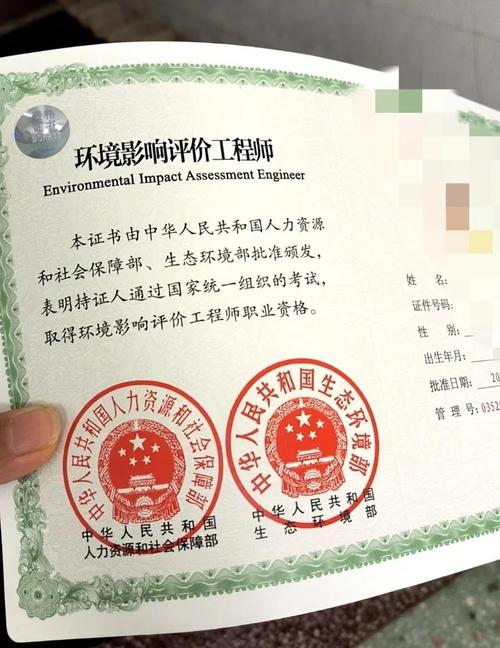 环境影响评价工程师
Environmental Impact Assessment Engineer
本证书由中华人民共和国人力资源
和社会保障部、生态环境部批准颁发，
表明持证人通过国家统一组织的考试，
取得环境影响评价工程师职业资格。
姓名：
证件号码：
性别：
出生年月：
批准日期：20
管理号：0352
中华人民共和国人力资源和社会保障部
中华人民共和国生态环境部
中华人民共和国
人力资源和社会保障部
中华人民共和国
生态环境部